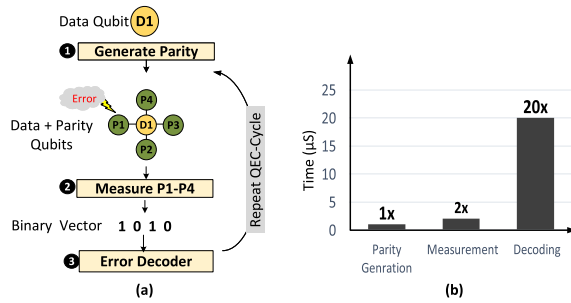 Data Qubit D1
1 Generate Parity
Error
P4
Data + Parity
Qubits
P1 D1 P3
P2
2 Measure P1-P4
Binary Vector 1 0 1 0
3 Error Decoder
Repeat QEC-Cycle
(a)
Time (µS)
25
20
15
10
5
0
1x
2x
20x
Parity
Genration
Measurement
Decoding
(b)